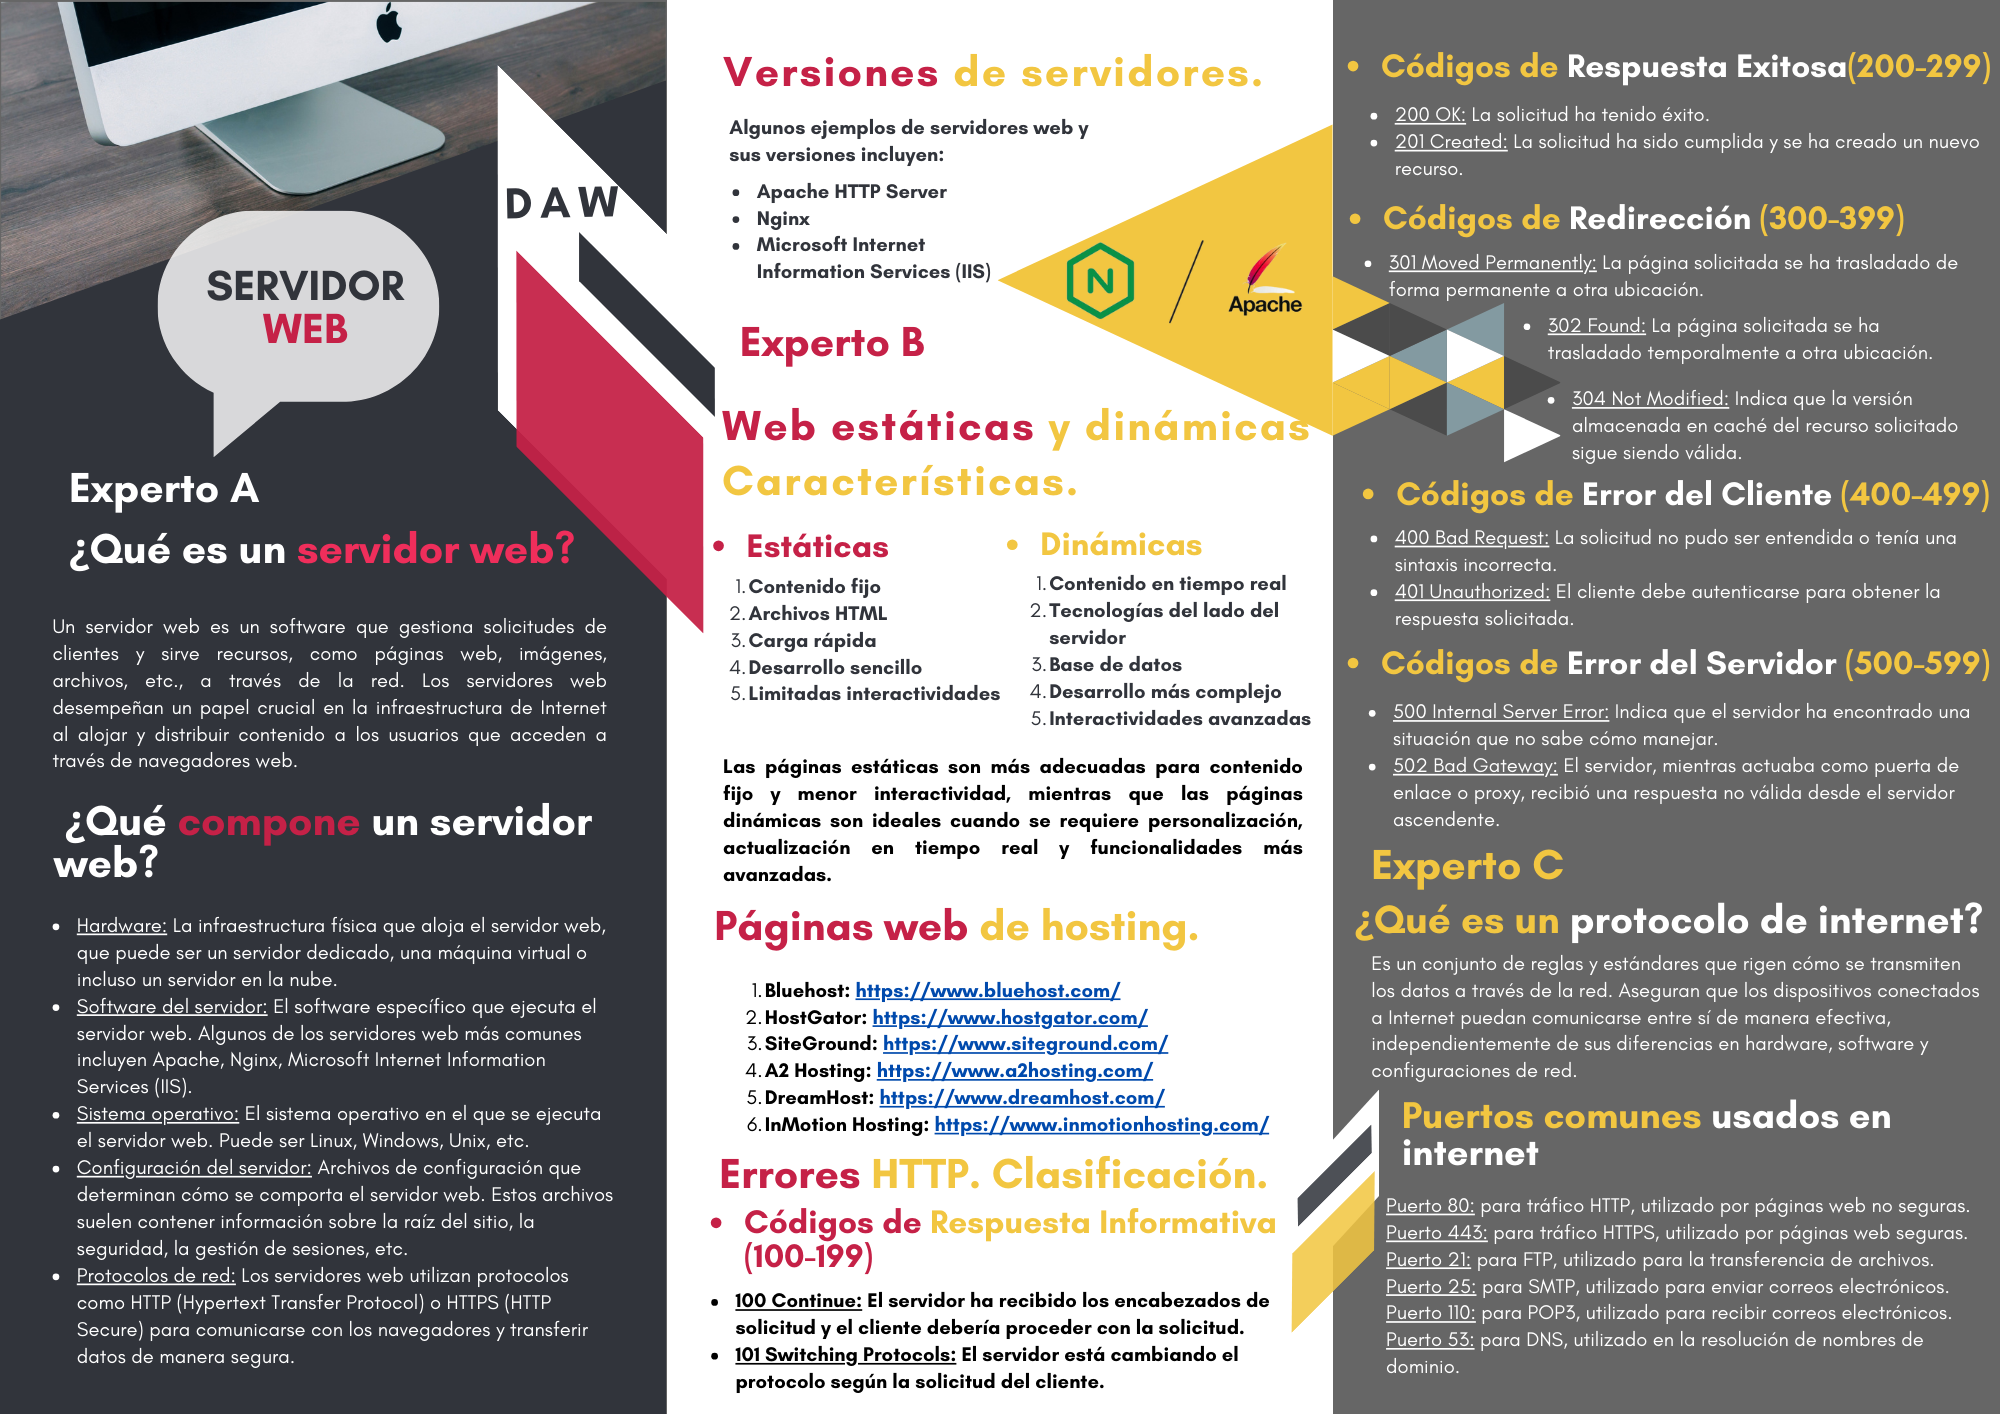 DAW
SERVIDOR
WEB
Experto A
¿Qué es un servidor web?
Un servidor web es un software que gestiona solicitudes de
clientes y sirve recursos, como páginas web, imágenes,
archivos, etc., a través de la red. Los servidores web
desempeñan un papel crucial en la infraestructura de Internet
al alojar y distribuir contenido a los usuarios que acceden a
través de navegadores web.
¿Qué compone un servidor
web?
• Hardware: La infraestructura física que aloja el servidor web,
que puede ser un servidor dedicado, una máquina virtual o
incluso un servidor en la nube.
• Software del servidor: El software específico que ejecuta el
servidor web. Algunos de los servidores web más comunes
incluyen Apache, Nginx, Microsoft Internet Information
Services (IIS).
• Sistema operativo: El sistema operativo en el que se ejecuta
el servidor web. Puede ser Linux, Windows, Unix, etc.
• Configuración del servidor: Archivos de configuración que
determinan cómo se comporta el servidor web. Estos archivos
suelen contener información sobre la raíz del sitio, la
seguridad, la gestión de sesiones, etc.
• Protocolos de red: Los servidores web utilizan protocolos
como HTTP (Hypertext Transfer Protocol) o HTTPS (HTTP
Secure) para comunicarse con los navegadores y transferir
datos de manera segura.
Versiones de servidores.
Algunos ejemplos de servidores web y
sus versiones incluyen:
• Apache HTTP Server
• Nginx
• Microsoft Internet
Information Services (IIS)
N
Apache
Experto B
Web estáticas y dinámicas
Características.
• Estáticas
1. Contenido fijo
2. Archivos HTML
3. Carga rápida
4. Desarrollo sencillo
5. Limitadas interactividades
• Dinámicas
1. Contenido en tiempo real
2. Tecnologías del lado del
servidor
3. Base de datos
4. Desarrollo más complejo
5. Interactividades avanzadas
Las páginas estáticas son más adecuadas para contenido
fijo y menor interactividad, mientras que las páginas
dinámicas son ideales cuando se requiere personalización,
actualización en tiempo real y funcionalidades más
avanzadas.
Páginas web de hosting.
1. Bluehost: https://www.bluehost.com/
2. HostGator: https://www.hostgator.com/
3. SiteGround: https://www.siteground.com/
4. A2 Hosting: https://www.a2hosting.com/
5. DreamHost: https://www.dreamhost.com/
6. InMotion Hosting: https://www.inmotionhosting.com/
Errores HTTP. Clasificación.
• Códigos de Respuesta Informativa
(100-199)
• 100 Continue: El servidor ha recibido los encabezados de
solicitud y el cliente debería proceder con la solicitud.
• 101 Switching Protocols: El servidor está cambiando el
protocolo según la solicitud del cliente.
• Códigos de Respuesta Exitosa(200-299)
• 200 OK: La solicitud ha tenido éxito.
• 201 Created: La solicitud ha sido cumplida y se ha creado un nuevo
recurso.
• Códigos de Redirección (300-399)
• 301 Moved Permanently: La página solicitada se ha trasladado de
forma permanente a otra ubicación.
• 302 Found: La página solicitada se ha
trasladado temporalmente a otra ubicación.
• 304 Not Modified: Indica que la versión
almacenada en caché del recurso solicitado
sigue siendo válida.
• Códigos de Error del Cliente (400-499)
• 400 Bad Request: La solicitud no pudo ser entendida o tenía una
sintaxis incorrecta.
• 401 Unauthorized: El cliente debe autenticarse para obtener la
respuesta solicitada.
• Códigos de Error del Servidor (500-599)
• 500 Internal Server Error: Indica que el servidor ha encontrado una
situación que no sabe cómo manejar.
• 502 Bad Gateway: El servidor, mientras actuaba como puerta de
enlace o proxy, recibió una respuesta no válida desde el servidor
ascendente.
Experto C
¿Qué es un protocolo de internet?
Es un conjunto de reglas y estándares que rigen cómo se transmiten
los datos a través de la red. Aseguran que los dispositivos conectados
a Internet puedan comunicarse entre sí de manera efectiva,
independientemente de sus diferencias en hardware, software y
configuraciones de red.
Puertos comunes usados en
internet
Puerto 80: para tráfico HTTP, utilizado por páginas web no seguras.
Puerto 443: para tráfico HTTPS, utilizado por páginas web seguras.
Puerto 21: para FTP, utilizado para la transferencia de archivos.
Puerto 25: para SMTP, utilizado para enviar correos electrónicos.
Puerto 110: para POP3, utilizado para recibir correos electrónicos.
Puerto 53: para DNS, utilizado en la resolución de nombres de
dominio.